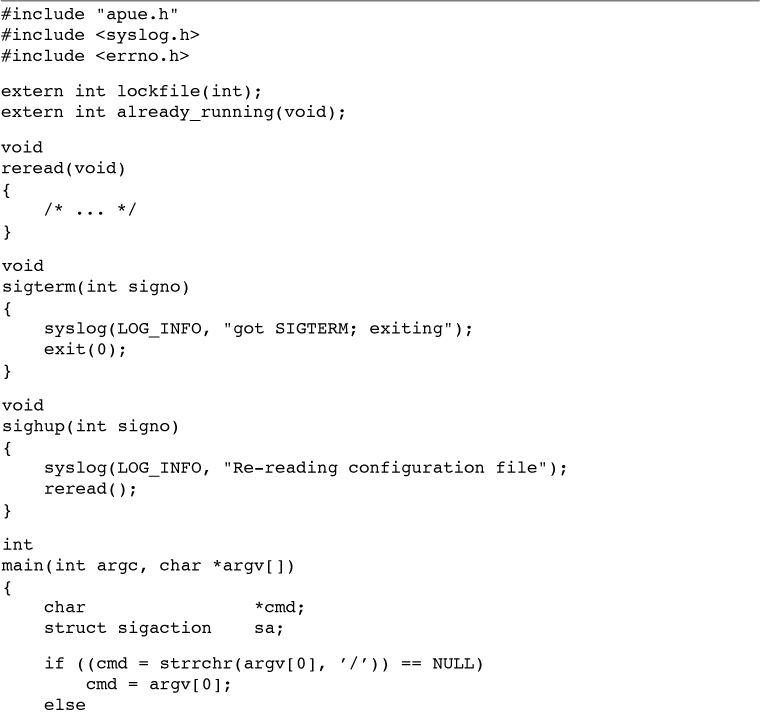 #include "apue.h"
#include <syslog.h>
#include <errno.h>
extern int lockfile(int);
extern int already_running(void);
void
reread(void)
{
    /* ... */
}
void
sigterm(int signo)
{
    syslog(LOG_INFO, "got SIGTERM; exiting");
    exit(0);
}
void
sighup(int signo)
{
    syslog(LOG_INFO, "Re-reading configuration file");
    reread();
}
int
main(int argc, char *argv[])
{
    char                *cmd;
    struct sigaction    sa;
    if ((cmd = strrchr(argv[0], ’/’)) == NULL)
        cmd = argv[0];
    else